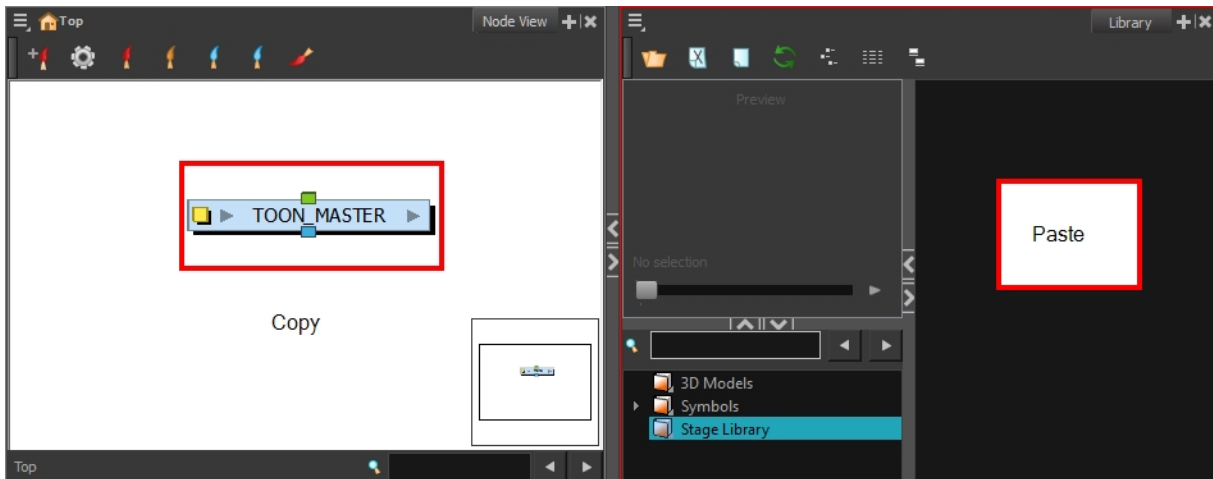 Top
Node View
Library
Preview
TOON_MASTER
Paste
No selection
Copy
3D Models
Symbols
Stage Library
Top